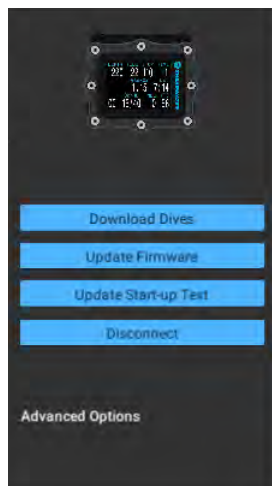 Download Dives
Update Firmware
Update Start-up Text
Disconnect
Advanced Options